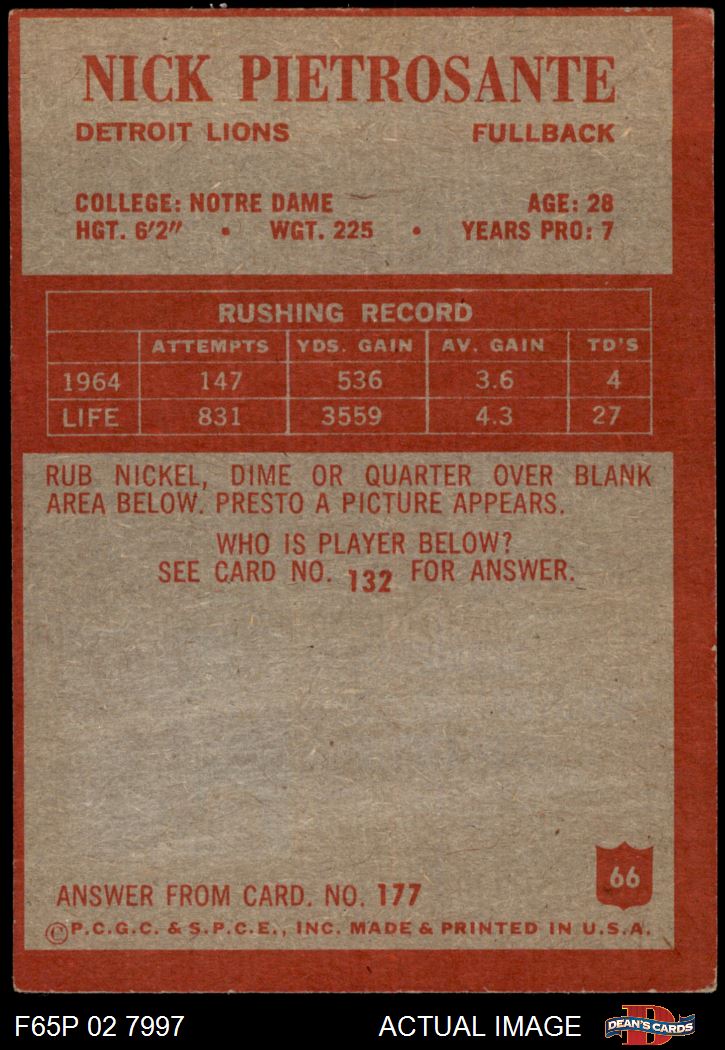 NICK PIETROSANTE
DETROIT LIONS FULLBACK
COLLEGE: NOTRE DAME AGE: 28
HGT. 6'2" • WGT. 225 • YEARS PRO: 7
RUSHING RECORD
ATTEMPTS YDS. GAIN AV. GAIN TD'S
1964 147 536 3.6 4
LIFE 831 3559 4.3 27
RUB NICKEL, DIME OR QUARTER OVER BLANK
AREA BELOW. PRESTO A PICTURE APPEARS.
WHO IS PLAYER BELOW?
SEE CARD NO. 132 FOR ANSWER.
66
ANSWER FROM CARD. NO. 177
©P.C.G.C. & S.P.C.E., INC. MADE & PRINTED IN U.S.A.
F65P 02 7997 ACTUAL IMAGE DEAN'S CARDS